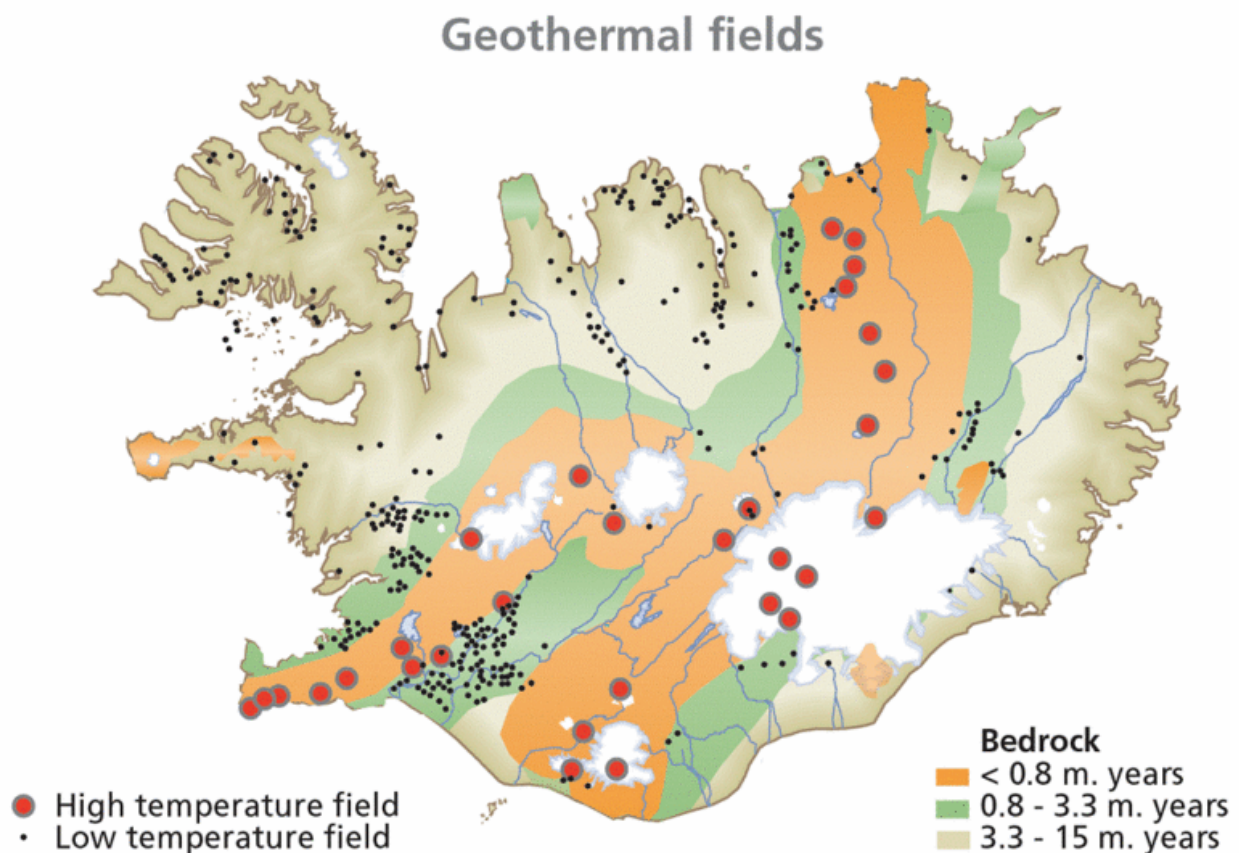 Geothermal fields
High temperature field
Low temperature field
Bedrock
< 0.8 m. years
0.8 - 3.3 m. years
3.3 - 15 m. years